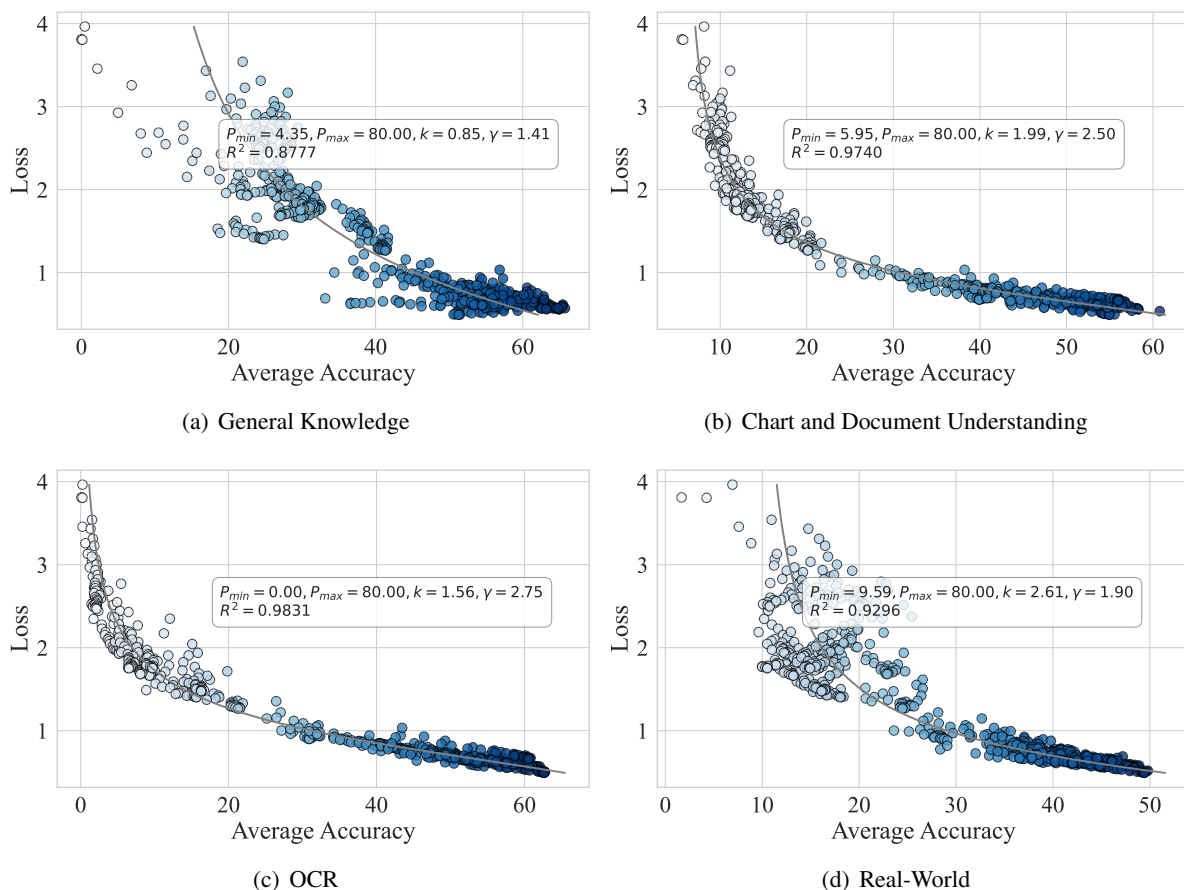 4
3
2
1
Loss
P_min = 4.35, P_max = 80.00, k = 0.85, γ = 1.41
R² = 0.8777
0 20 40 60
Average Accuracy
(a) General Knowledge
4
3
2
1
Loss
P_min = 5.95, P_max = 80.00, k = 1.99, γ = 2.50
R² = 0.9740
10 20 30 40 50 60
Average Accuracy
(b) Chart and Document Understanding
4
3
2
1
Loss
P_min = 0.00, P_max = 80.00, k = 1.56, γ = 2.75
R² = 0.9831
0 20 40 60
Average Accuracy
(c) OCR
4
3
2
1
Loss
P_min = 9.59, P_max = 80.00, k = 2.61, γ = 1.90
R² = 0.9296
0 10 20 30 40 50
Average Accuracy
(d) Real-World